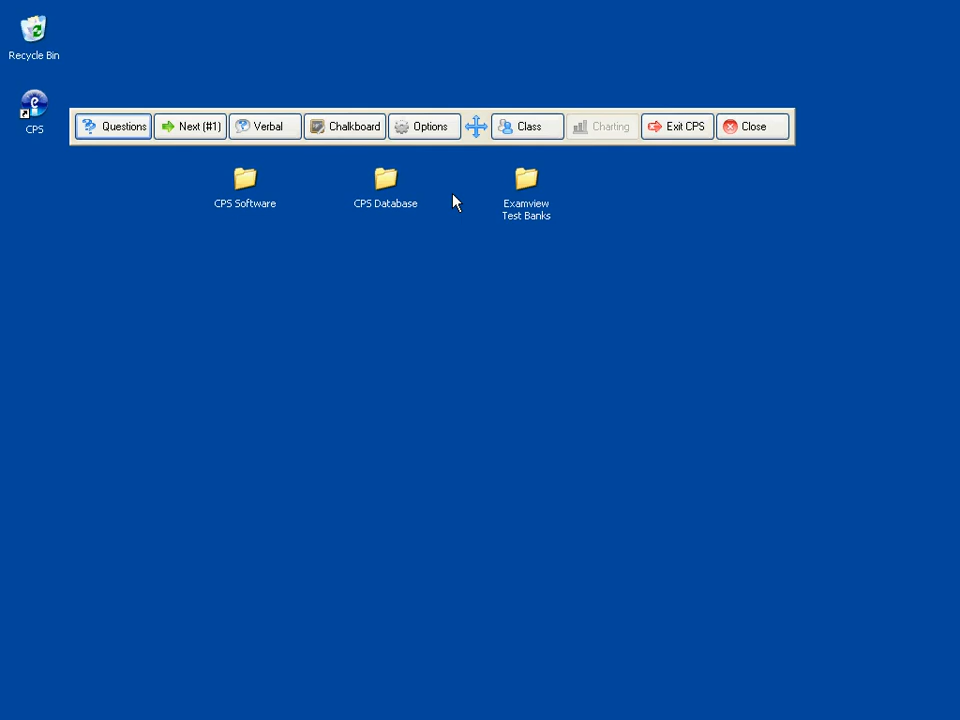 Recycle Bin
CPS
Questions Next (#1) Verbal Chalkboard Options Class Charting Exit CPS Close
CPS Software CPS Database Examview
Test Banks